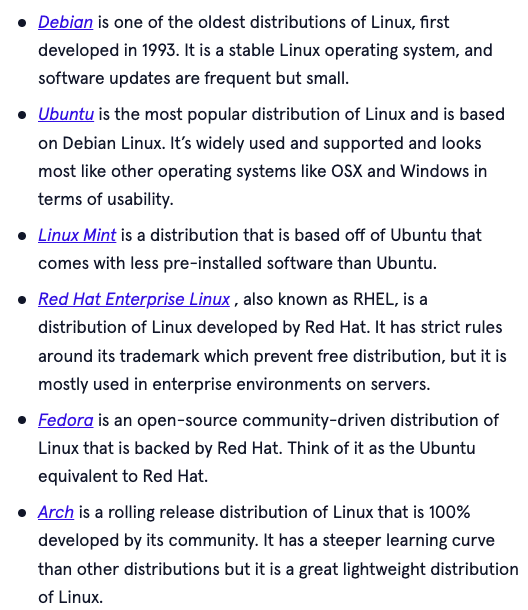 Debian is one of the oldest distributions of Linux, first
developed in 1993. It is a stable Linux operating system, and
software updates are frequent but small.
Ubuntu is the most popular distribution of Linux and is based
on Debian Linux. It’s widely used and supported and looks
most like other operating systems like OSX and Windows in
terms of usability.
Linux Mint is a distribution that is based off of Ubuntu that
comes with less pre-installed software than Ubuntu.
Red Hat Enterprise Linux , also known as RHEL, is a
distribution of Linux developed by Red Hat. It has strict rules
around its trademark which prevent free distribution, but it is
mostly used in enterprise environments on servers.
Fedora is an open-source community-driven distribution of
Linux that is backed by Red Hat. Think of it as the Ubuntu
equivalent to Red Hat.
Arch is a rolling release distribution of Linux that is 100%
developed by its community. It has a steeper learning curve
than other distributions but it is a great lightweight distribution
of Linux.